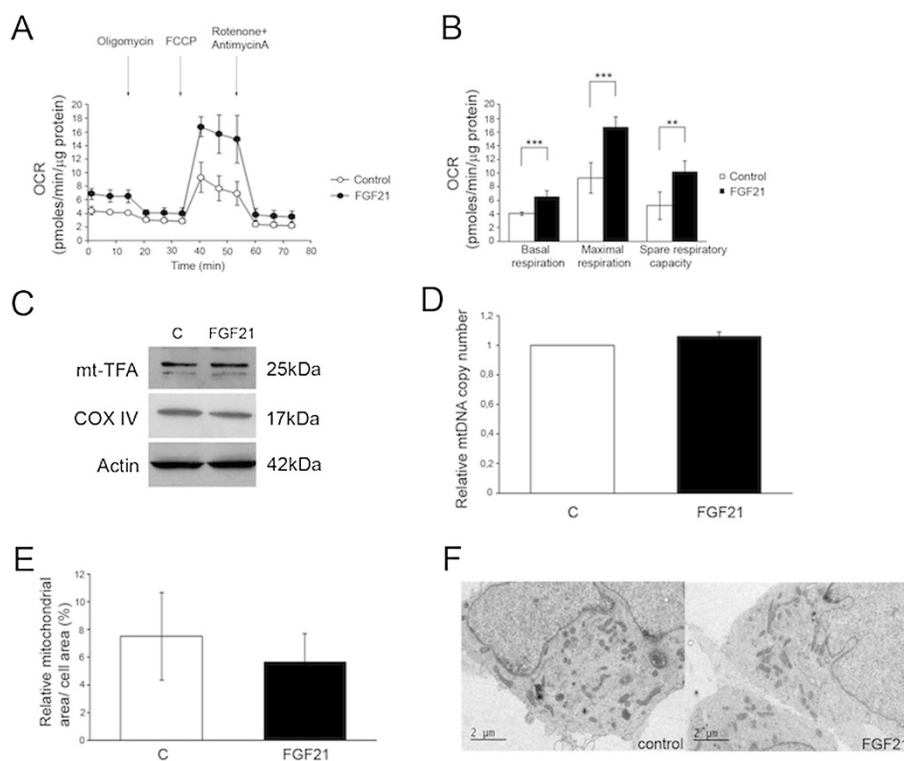 A
Oligomycin FCCP Rotenone+
AntimycinA
OCR
(pmoles/min/µg protein)
20
18
16
14
12
10
8
6
4
2
0
0 10 20 30 40 50 60 70 80
Time (min)
Control
FGF21
B
OCR
(pmoles/min/µg protein)
20
18
16
14
12
10
8
6
4
2
0
*** *** **
Control
FGF21
Basal Maximal Spare respiratory
respiration respiration capacity
C
C FGF21
mt-TFA 25kDa
COX IV 17kDa
Actin 42kDa
D
Relative mtDNA copy number
1,2
1
0,8
0,6
0,4
0,2
0
C FGF21
E
Relative mitochondrial
area/ cell area (%)
12
10
8
6
4
2
0
C FGF21
F
2 µm control
2 µm FGF21